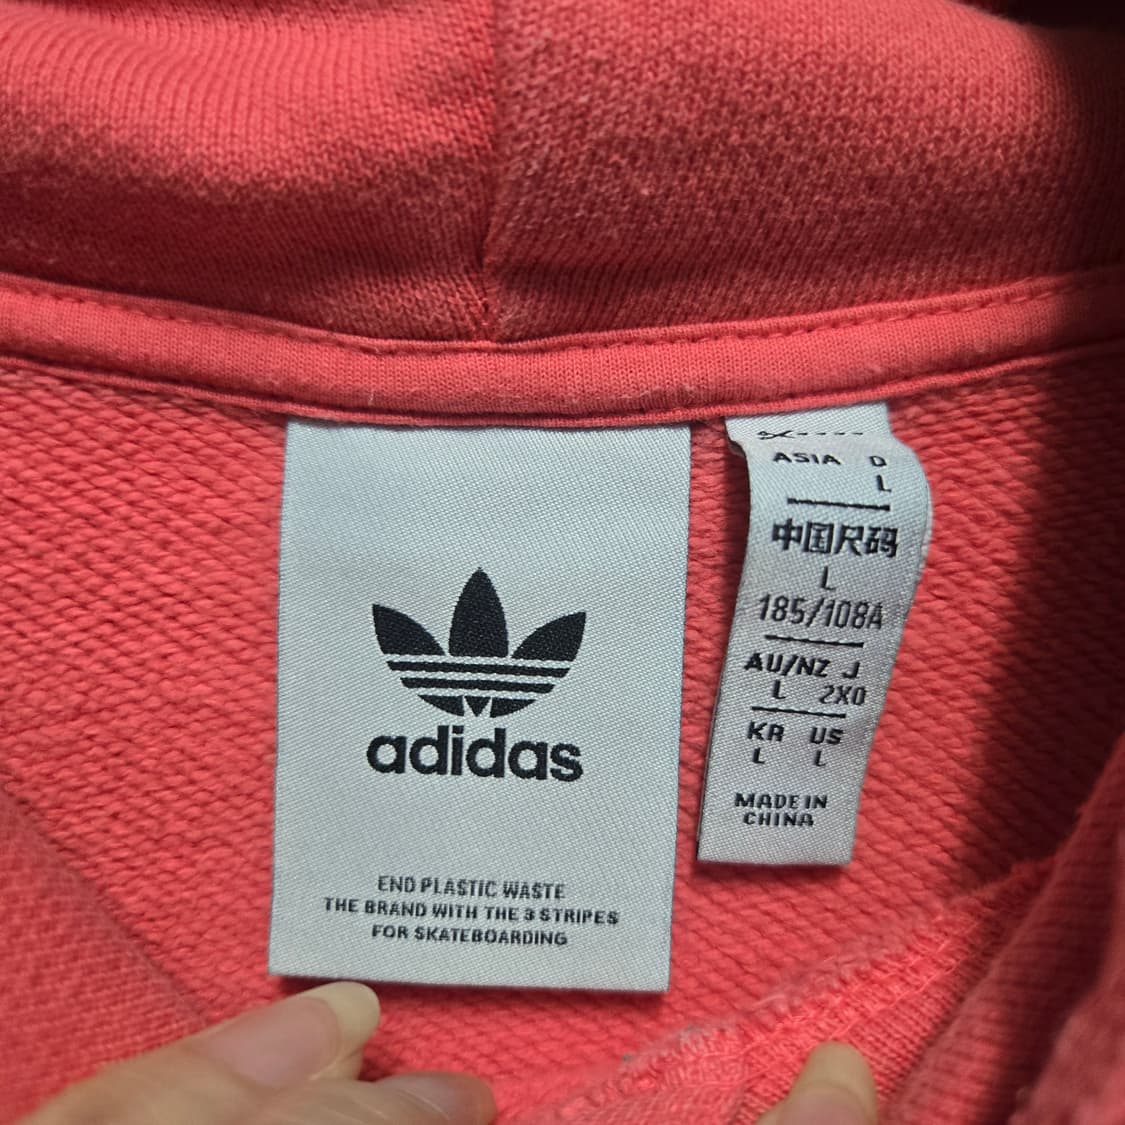 adidas
END PLASTIC WASTE
THE BRAND WITH THE 3 STRIPES
FOR SKATEBOARDING
ASIA D
L
中国尺码
L
185/108A
AU/NZ J
L 2XO
KR US
L L
MADE IN
CHINA